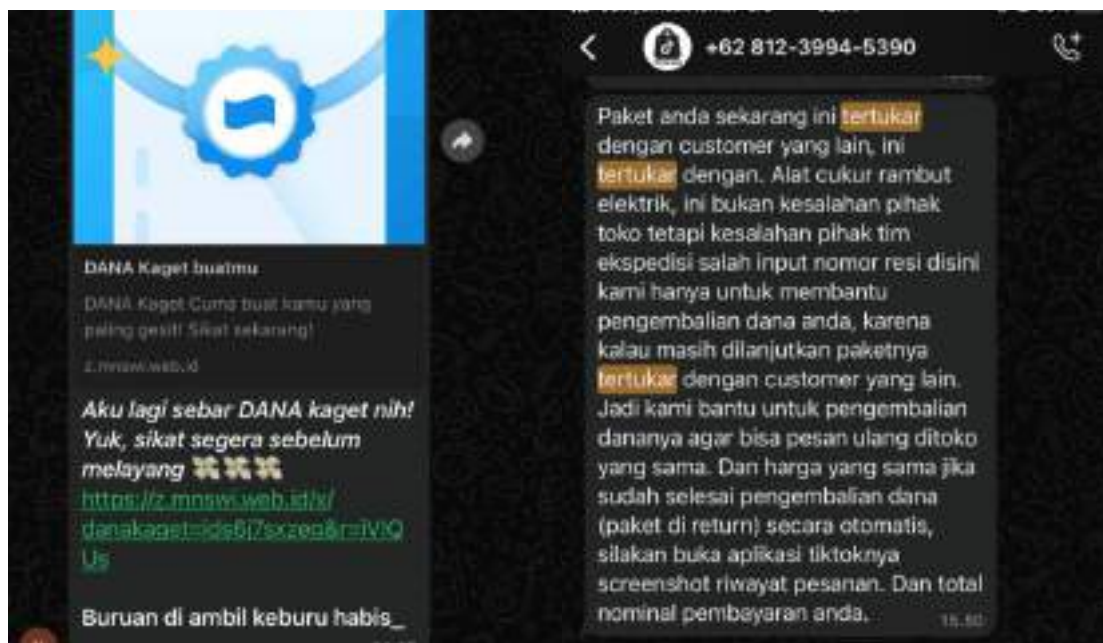 DANA Kaget buatmu
DANA Kaget Cuma buat kamu yang
paling gesit! Sikat sekarang!
z.mnswi.web.id
Aku lagi sebar DANA kaget nih!
Yuk, sikat segera sebelum
melayang 💸💸💸
https://z.mnswi.web.id/x/
Us
Buruan di ambil keburu habis_
+62 812-3994-5390
Paket anda sekarang ini tertukar
dengan customer yang lain, ini
tertukar dengan. Alat cukur rambut
elektrik, ini bukan kesalahan pihak
toko tetapi kesalahan pihak tim
ekspedisi salah input nomor resi disini
kami hanya untuk membantu
pengembalian dana anda, karena
kalau masih dilanjutkan paketnya
tertukar dengan customer yang lain.
Jadi kami bantu untuk pengembalian
dananya agar bisa pesan ulang ditoko
yang sama. Dan harga yang sama jika
sudah selesai pengembalian dana
(paket di return) secara otomatis,
silakan buka aplikasi tiktoknya
screenshot riwayat pesanan. Dan total
nominal pembayaran anda.